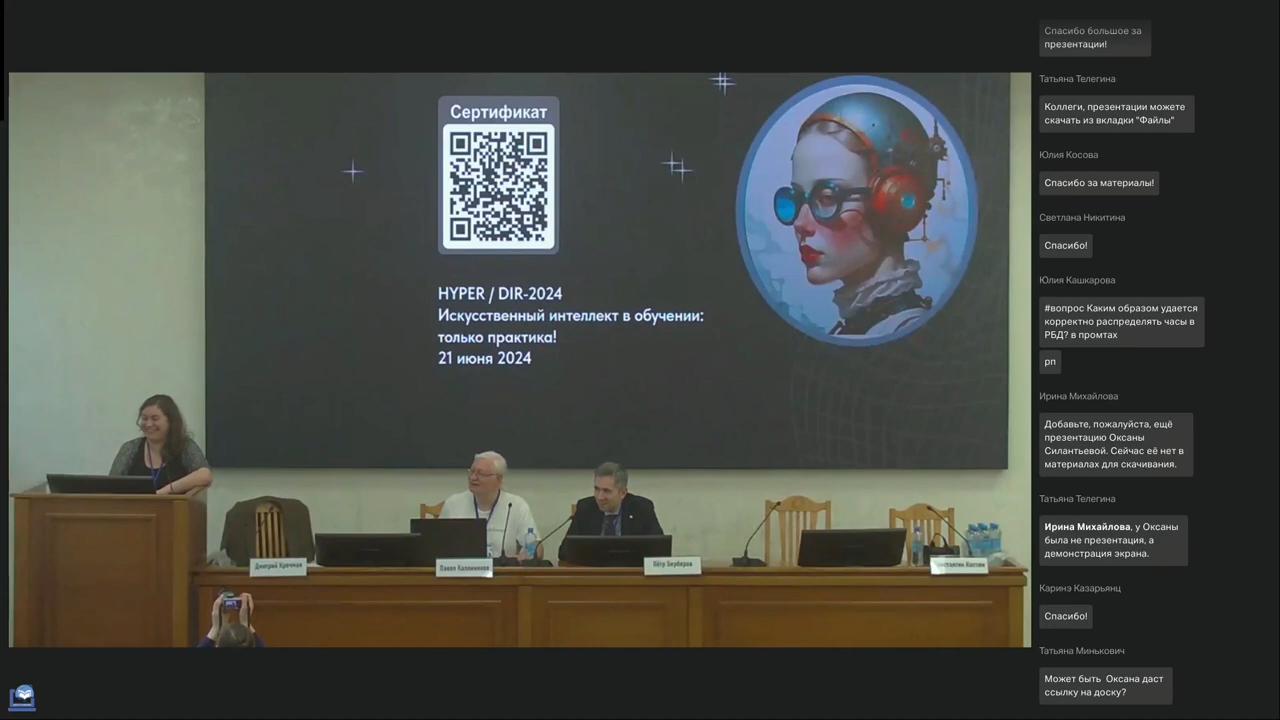 Сертификат
HYPER / DIR-2024
Искусственный интеллект в обучении:
только практика!
21 июня 2024
Дмитрий Кречман
Павел Калинников
Пётр Берберов
Костин
Спасибо большое за
презентации!
Татьяна Телегина
Коллеги, презентации можете
скачать из вкладки "Файлы"
Юлия Косова
Спасибо за материалы!
Светлана Никитина
Спасибо!
Юлия Кашкарова
#вопрос Каким образом удается
корректно распределять часы в
РБД? в промтах
рп
Ирина Михайлова
Добавьте, пожалуйста, ещё
презентацию Оксаны
Силантьевой. Сейчас её нет в
материалах для скачивания.
Татьяна Телегина
Ирина Михайлова, у Оксаны
была не презентация, а
демонстрация экрана.
Каринэ Казарьянц
Спасибо!
Татьяна Минькович
Может быть Оксана даст
ссылку на доску?